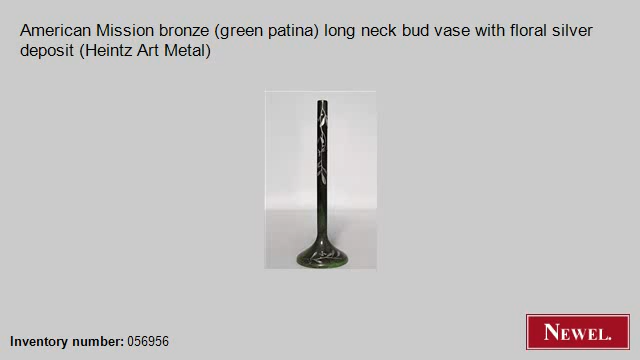 American Mission bronze (green patina) long neck bud vase with floral silver
deposit (Heintz Art Metal)
Inventory number: 056956
NEWEL.